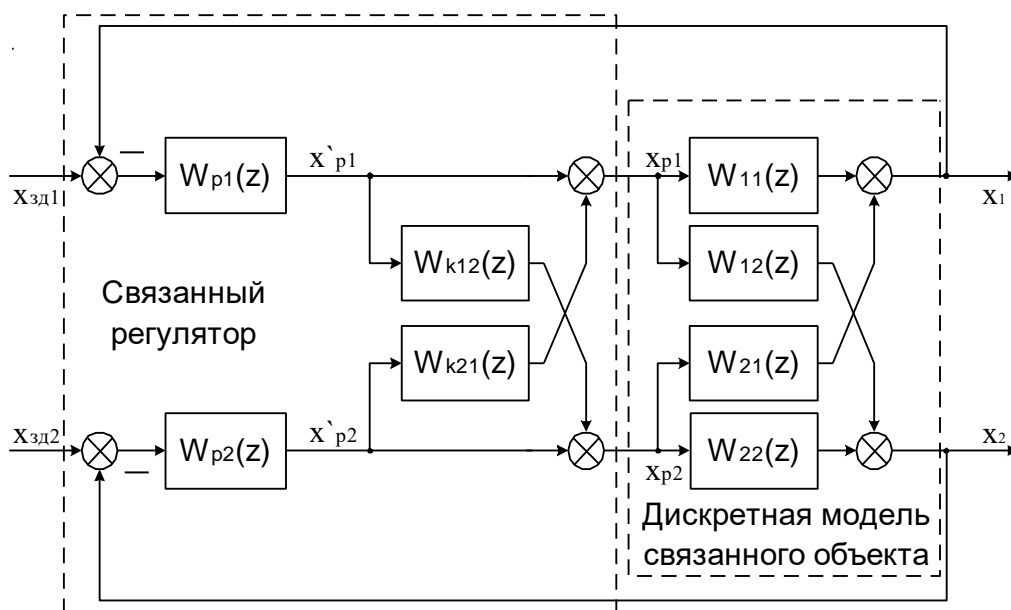 Wp1(z)
x`p1
xp1
W11(z)
xзд1
x1
Wk12(z)
W12(z)
Связанный
регулятор
Wk21(z)
W21(z)
xзд2
Wp2(z)
x`p2
xp2
W22(z)
x2
Дискретная модель
связанного объекта